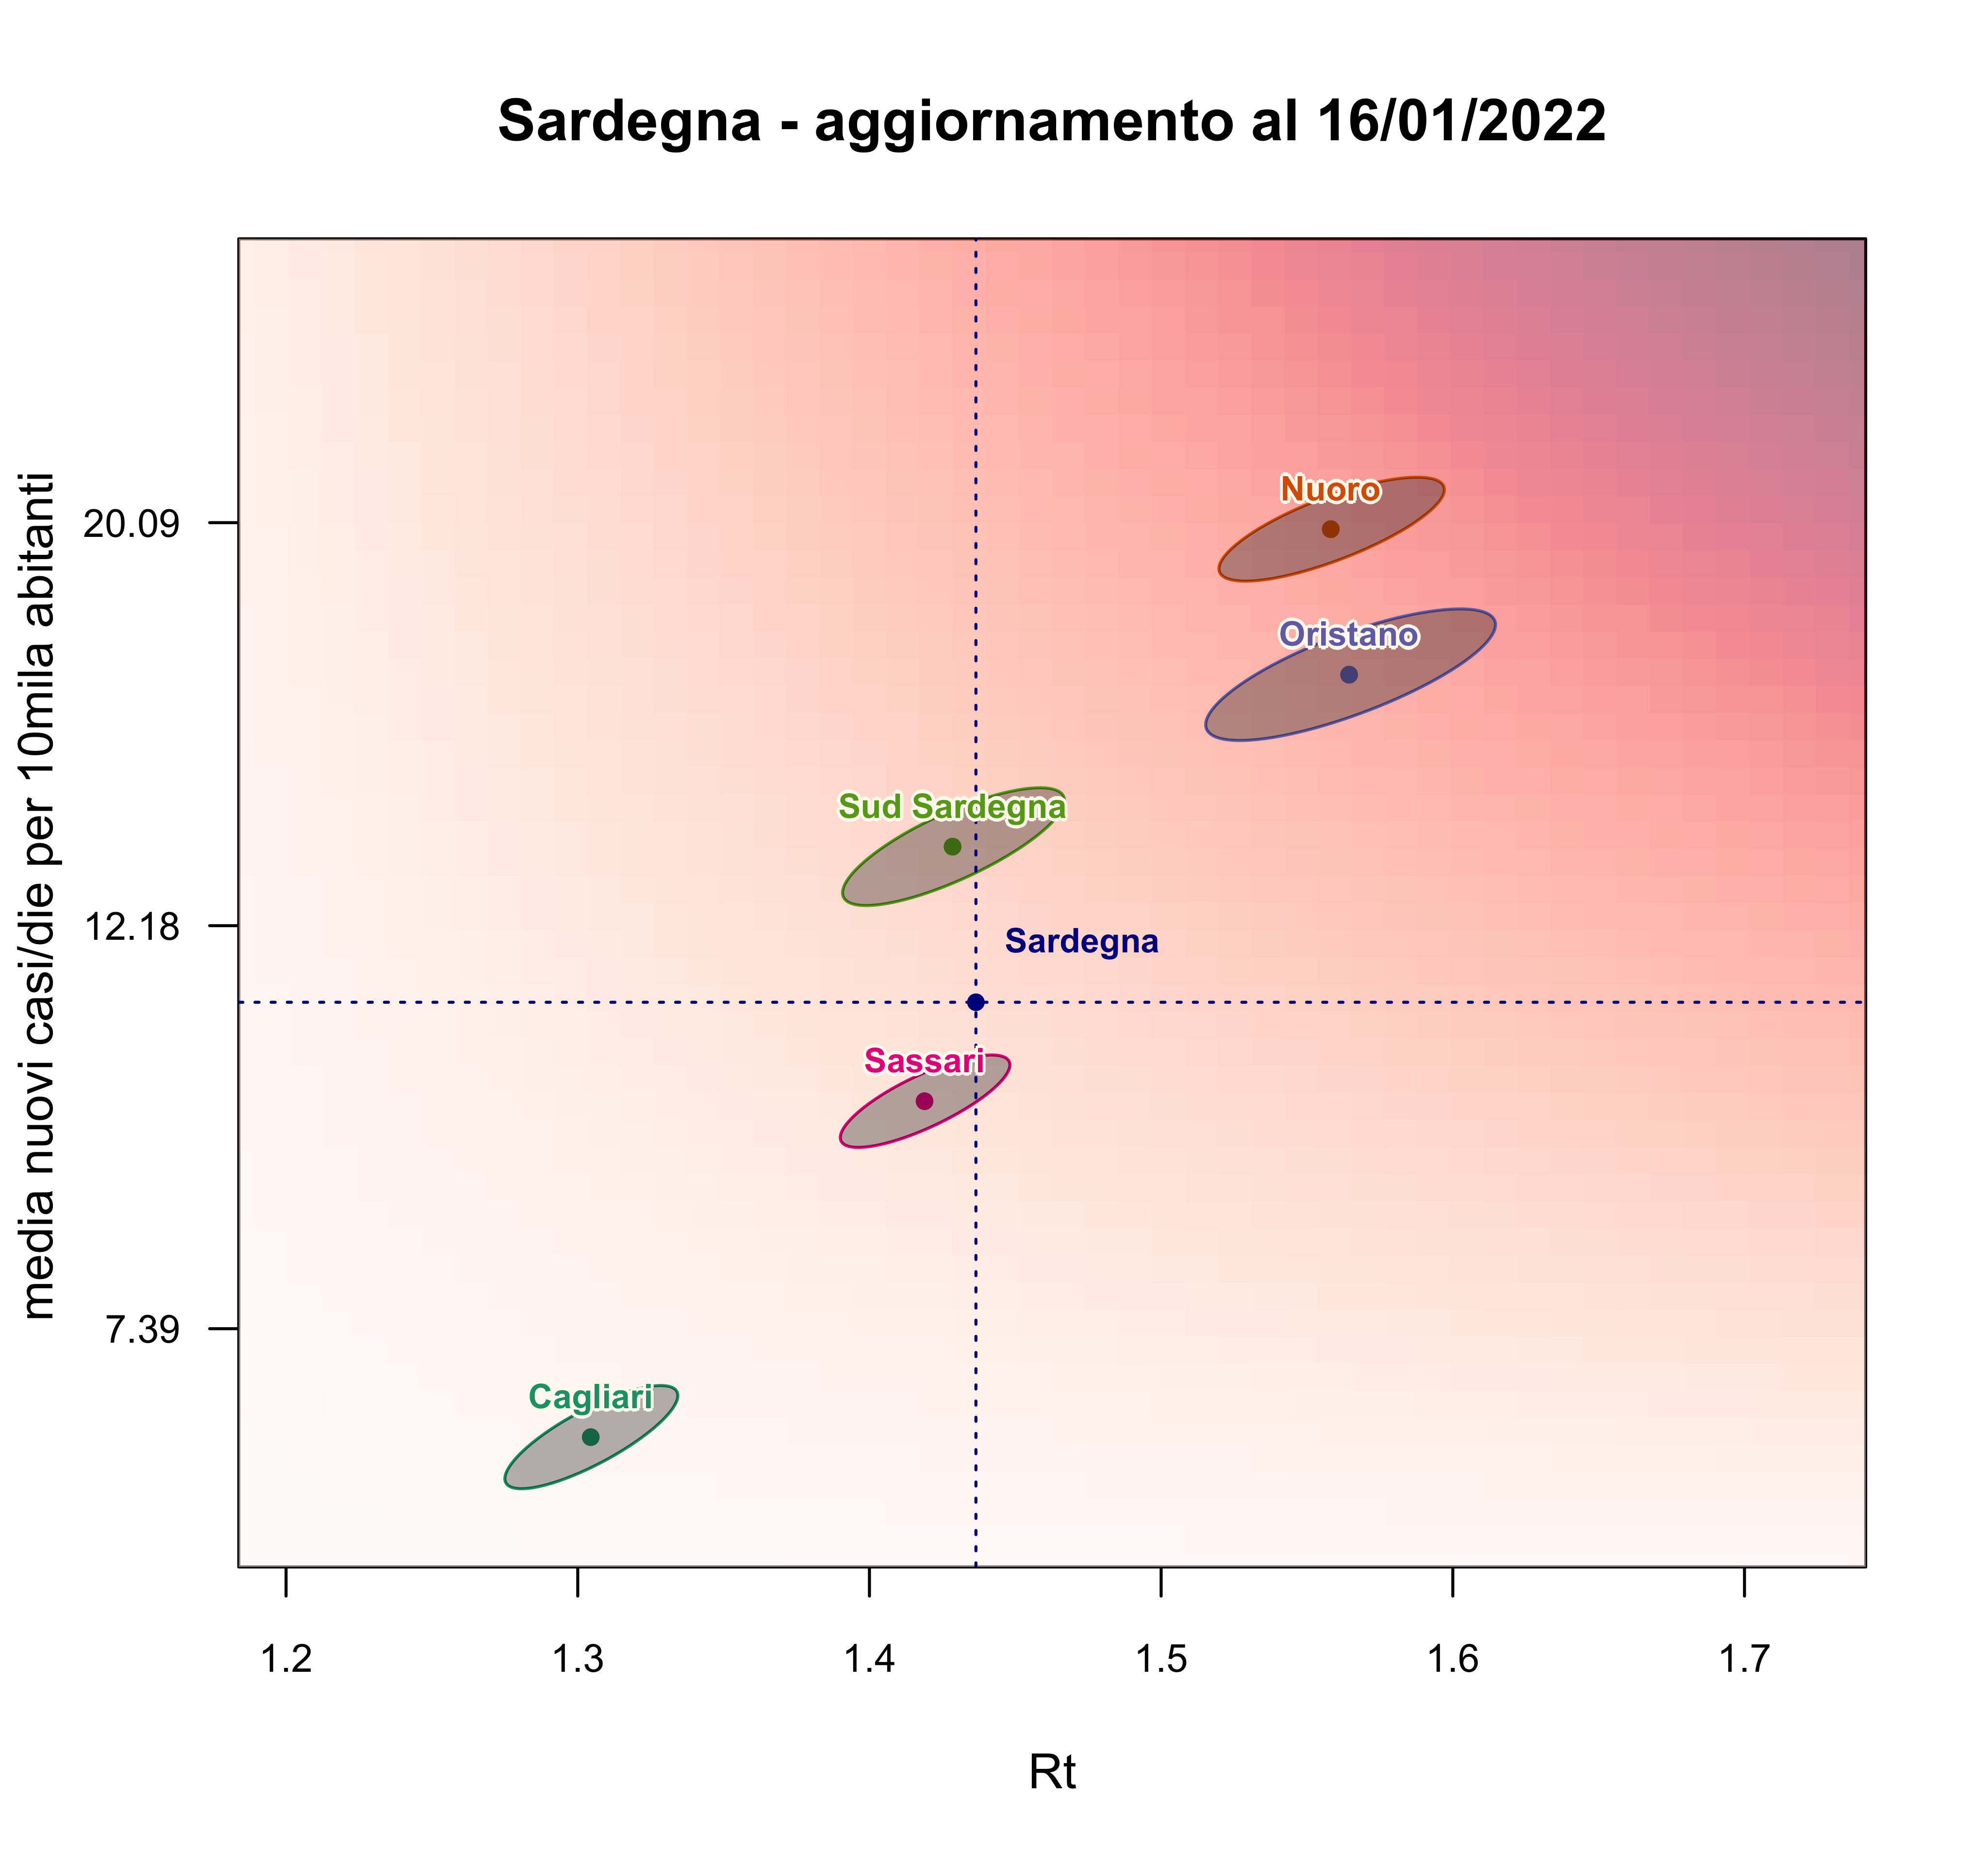 Sardegna - aggiornamento al 16/01/2022
media nuovi casi/die per 10mila abitanti
20.09
12.18
7.39
Nuoro
Oristano
Sud Sardegna
Sardegna
Sassari
Cagliari
1.2 1.3 1.4 1.5 1.6 1.7
Rt